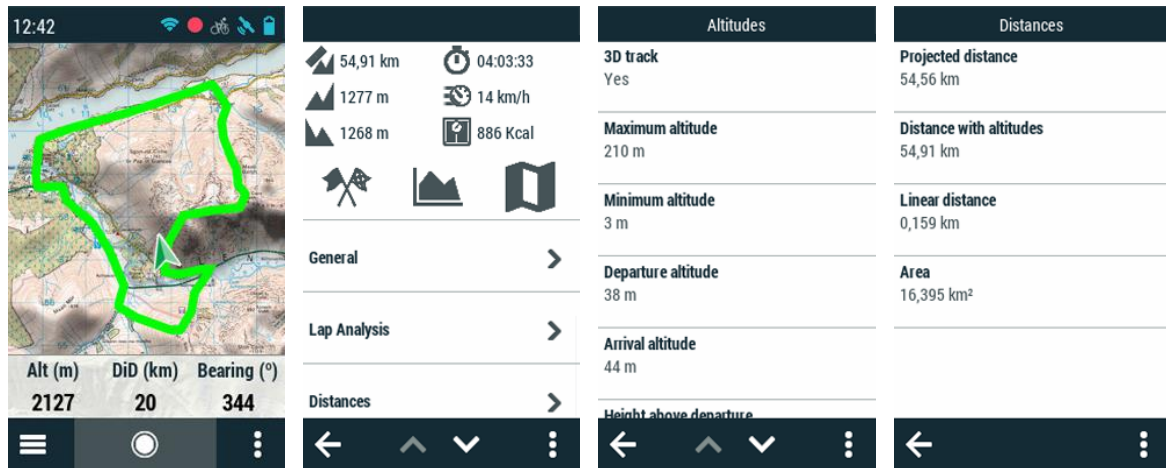 12:42
Alt (m) DiD (km) Bearing (º)
2127 20 344
54,91 km 04:03:33
1277 m 14 km/h
1268 m 886 Kcal
General
Lap Analysis
Distances
Altitudes
3D track
Yes
Maximum altitude
210 m
Minimum altitude
3 m
Departure altitude
38 m
Arrival altitude
44 m
Height above departure
Distances
Projected distance
54,56 km
Distance with altitudes
54,91 km
Linear distance
0,159 km
Area
16,395 km²